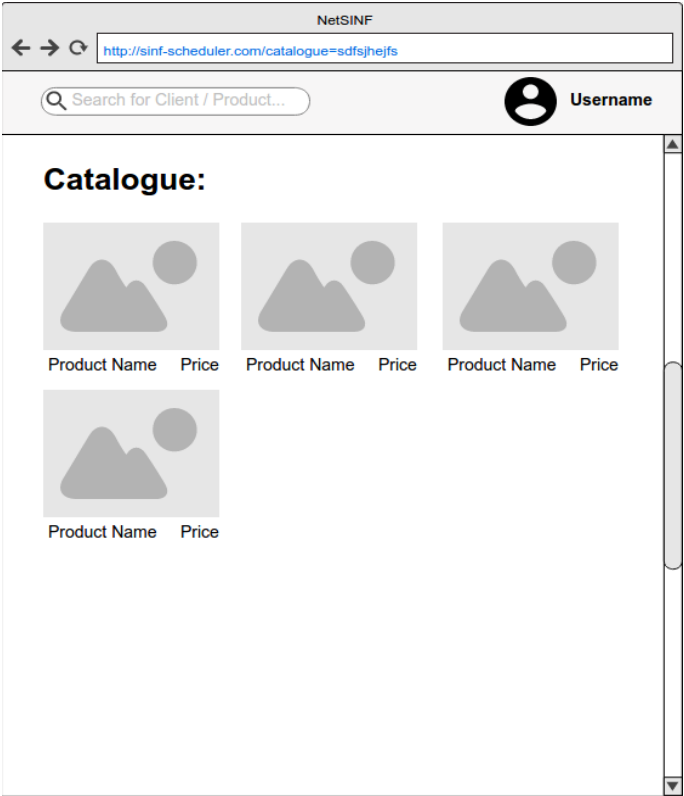 NetSINF
http://sinf-scheduler.com/catalogue=sdfsjhejfs
Search for Client / Product...
Username
Catalogue:
Product Name Price
Product Name Price
Product Name Price
Product Name Price